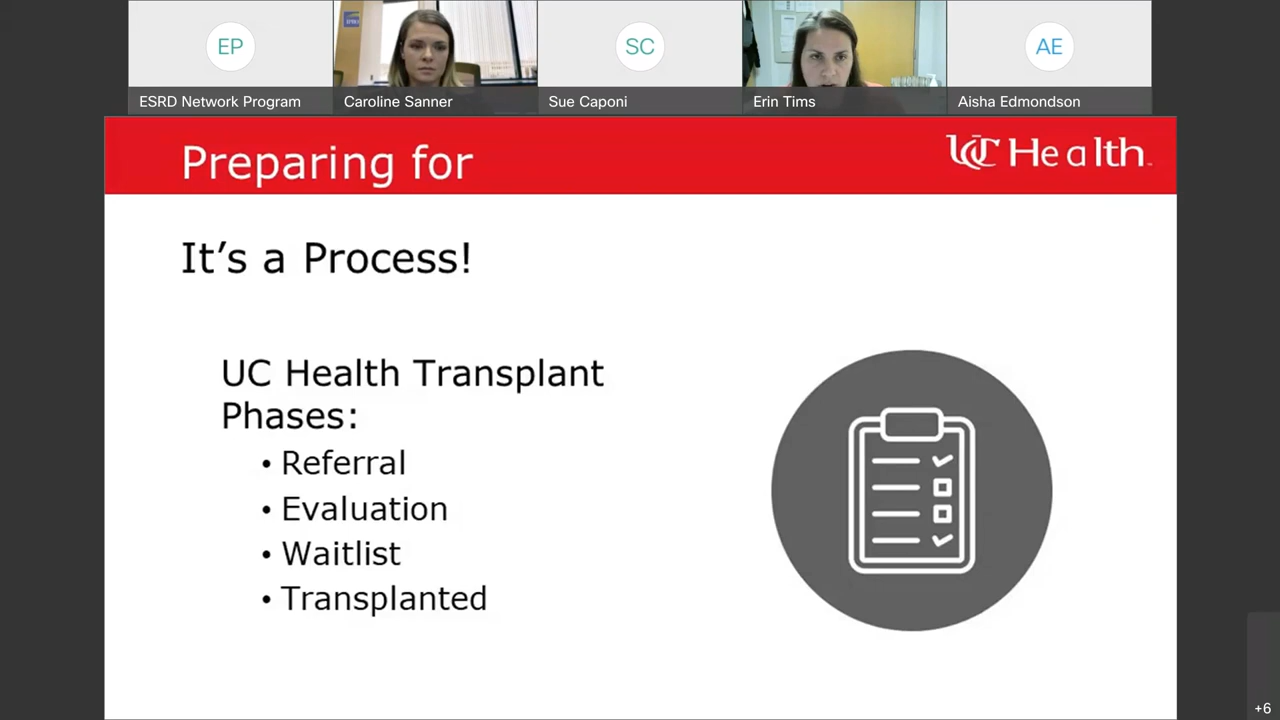 EP
SC
AE
ESRD Network Program
Caroline Sanner
Sue Caponi
Erin Tims
Aisha Edmondson
Preparing for
UC Health
It's a Process!
UC Health Transplant
Phases:
• Referral
• Evaluation
• Waitlist
• Transplanted
+6